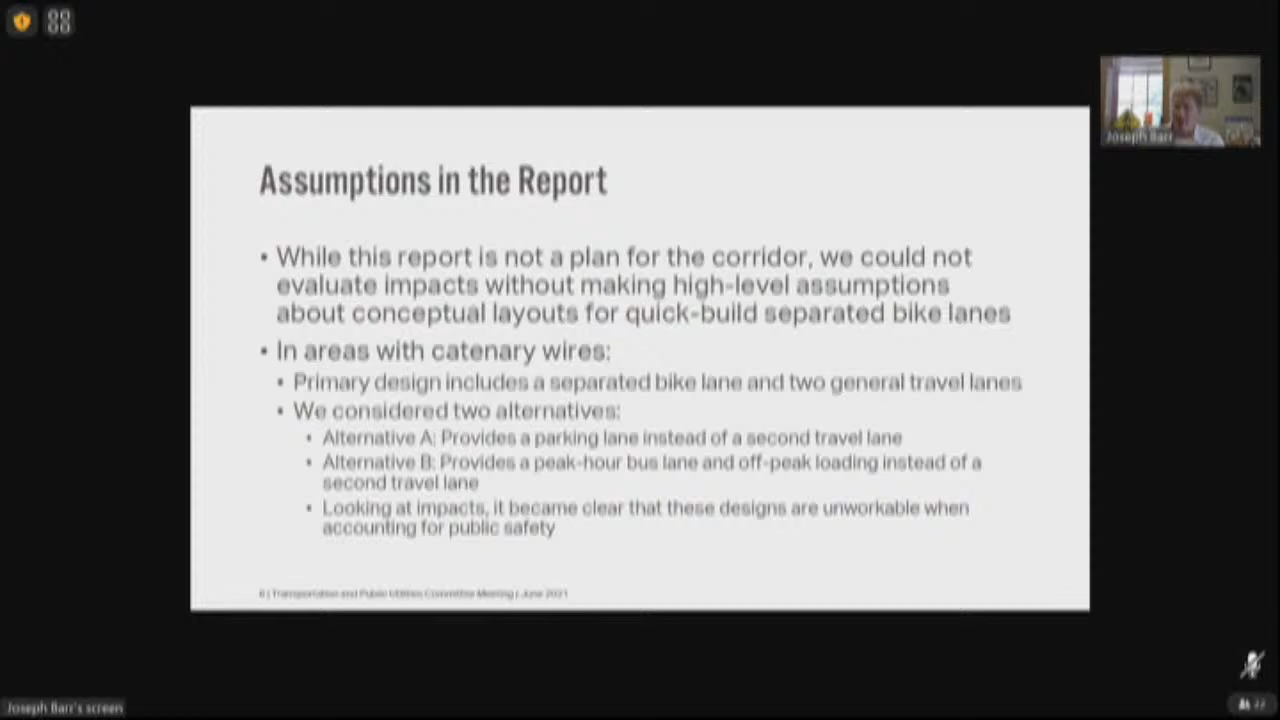 Joseph Barr
Assumptions in the Report
• While this report is not a plan for the corridor, we could not
evaluate impacts without making high-level assumptions
about conceptual layouts for quick-build separated bike lanes
• In areas with catenary wires:
• Primary design includes a separated bike lane and two general travel lanes
• We considered two alternatives:
• Alternative A: Provides a parking lane instead of a second travel lane
• Alternative B: Provides a peak-hour bus lane and off-peak loading instead of a
second travel lane
• Looking at impacts, it became clear that these designs are unworkable when
accounting for public safety
6 | Transportation and Public Utilities Committee Meeting | June 2021
Joseph Barr's screen